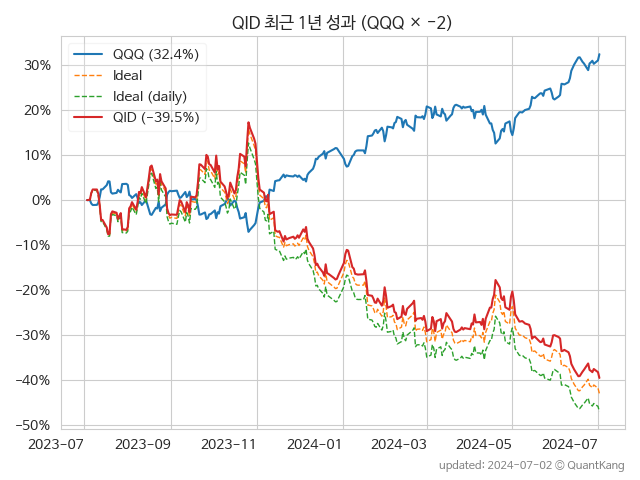 QID 최근 1년 성과 (QQQ × −2)
QQQ (32.4%)
Ideal
Ideal (daily)
QID (−39.5%)
30%
20%
10%
0%
−10%
−20%
−30%
−40%
−50%
2023-07
2023-09
2023-11
2024-01
2024-03
2024-05
2024-07
updated: 2024-07-02 © QuantKang